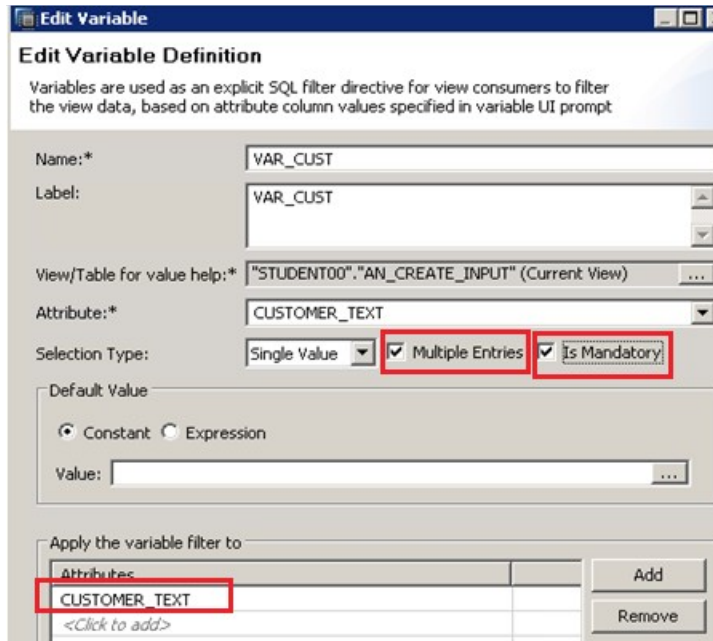 Edit Variable
Edit Variable Definition
Variables are used as an explicit SQL filter directive for view consumers to filter
the view data, based on attribute column values specified in variable UI prompt
Name:* VAR_CUST
Label: VAR_CUST
View/Table for value help:* "STUDENT00"."AN_CREATE_INPUT" (Current View) ...
Attribute:* CUSTOMER_TEXT
Selection Type: Single Value Multiple Entries Is Mandatory
Default Value
Constant Expression
Value: ...
Apply the variable filter to
Attributes
Add
CUSTOMER_TEXT
<Click to add>
Remove